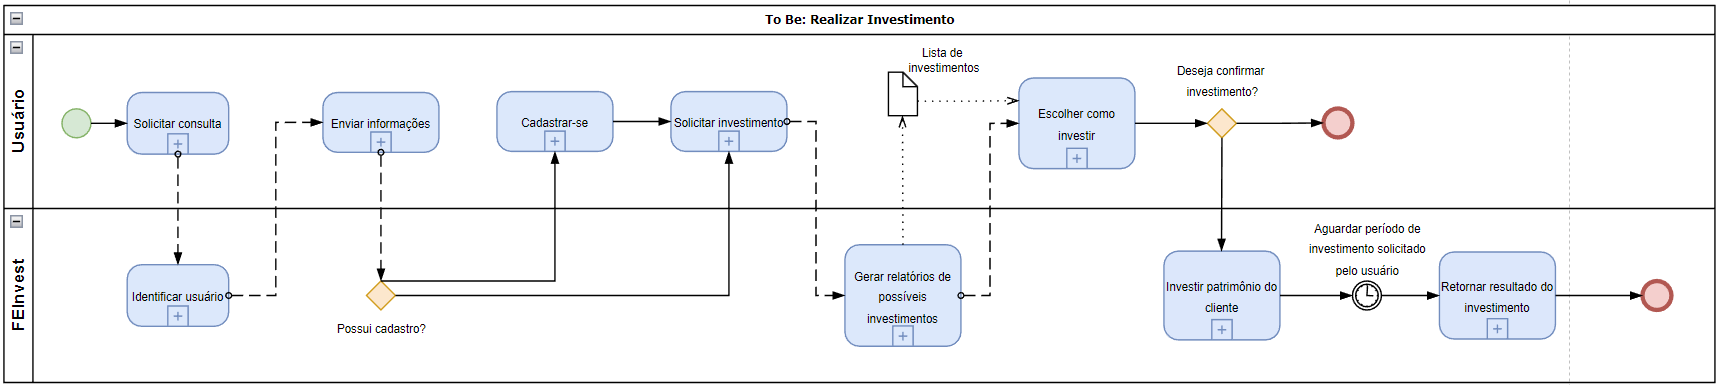 To Be: Realizar Investimento
Usuário
Solicitar consulta
Enviar informações
Cadastrar-se
Solicitar investimento
Lista de
investimentos
Escolher como
investir
Deseja confirmar
investimento?
FEInvest
Identificar usuário
Possui cadastro?
Gerar relatórios de
possíveis
investimentos
Investir patrimônio do
cliente
Aguardar período de
investimento solicitado
pelo usuário
Retornar resultado do
investimento